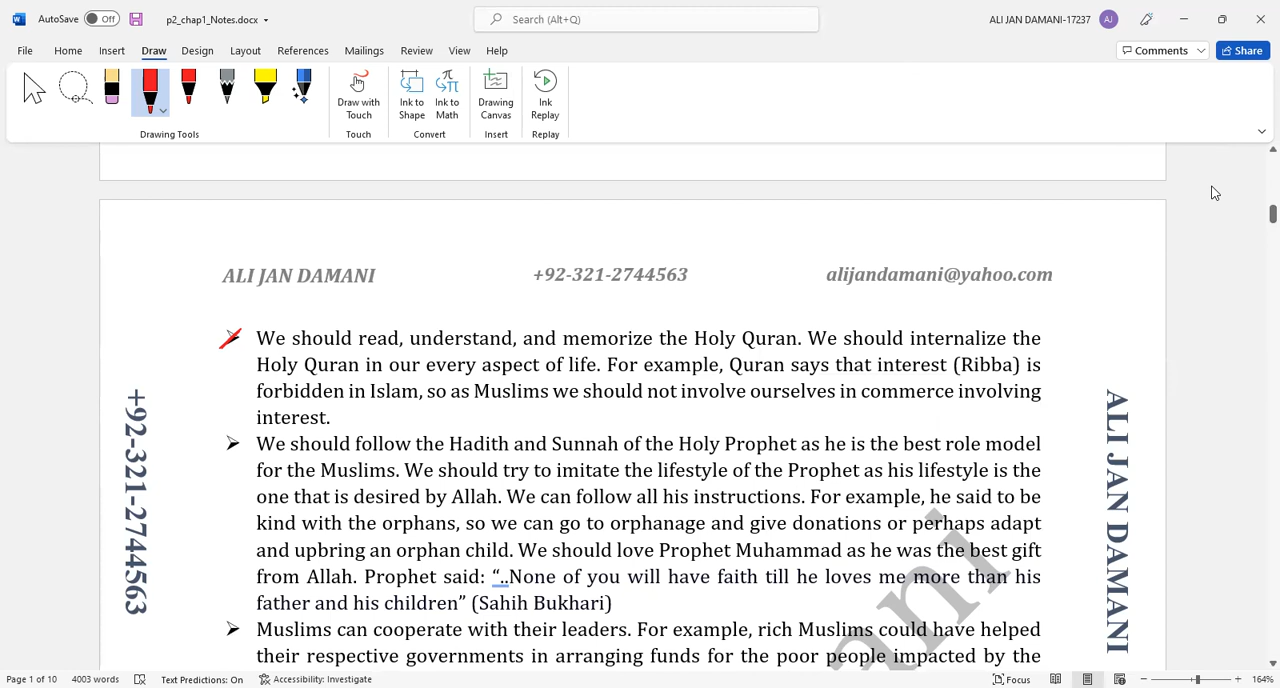 AutoSave Off p2_chap1_Notes.docx Search (Alt+Q) ALI JAN DAMANI-17237 AJ
File Home Insert Draw Design Layout References Mailings Review View Help Comments Share
Draw with Touch Ink to Shape Ink to Math Drawing Canvas Ink Replay
Drawing Tools Touch Convert Insert Replay
ALI JAN DAMANI +92-321-2744563 alijandamani@yahoo.com
We should read, understand, and memorize the Holy Quran. We should internalize the
Holy Quran in our every aspect of life. For example, Quran says that interest (Ribba) is
forbidden in Islam, so as Muslims we should not involve ourselves in commerce involving
interest.
We should follow the Hadith and Sunnah of the Holy Prophet as he is the best role model
for the Muslims. We should try to imitate the lifestyle of the Prophet as his lifestyle is the
one that is desired by Allah. We can follow all his instructions. For example, he said to be
kind with the orphans, so we can go to orphanage and give donations or perhaps adapt
and upbring an orphan child. We should love Prophet Muhammad as he was the best gift
from Allah. Prophet said: “..None of you will have faith till he loves me more than his
father and his children” (Sahih Bukhari)
Muslims can cooperate with their leaders. For example, rich Muslims could have helped
their respective governments in arranging funds for the poor people impacted by the
+92-321-2744563
ALI JAN DAMANI
ani
Page 1 of 10 4003 words Text Predictions: On Accessibility: Investigate Focus 164%